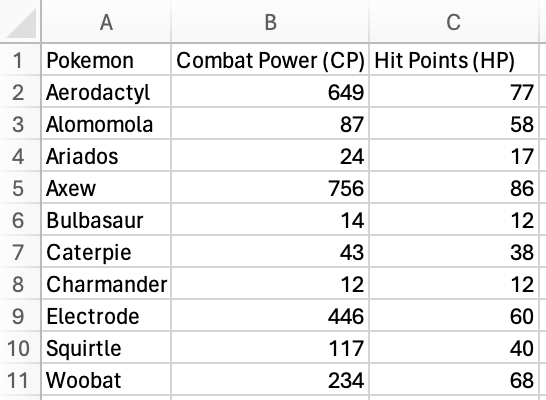 A B C
1 Pokemon Combat Power (CP) Hit Points (HP)
2 Aerodactyl 649 77
3 Alomomola 87 58
4 Ariados 24 17
5 Axew 756 86
6 Bulbasaur 14 12
7 Caterpie 43 38
8 Charmander 12 12
9 Electrode 446 60
10 Squirtle 117 40
11 Woobat 234 68